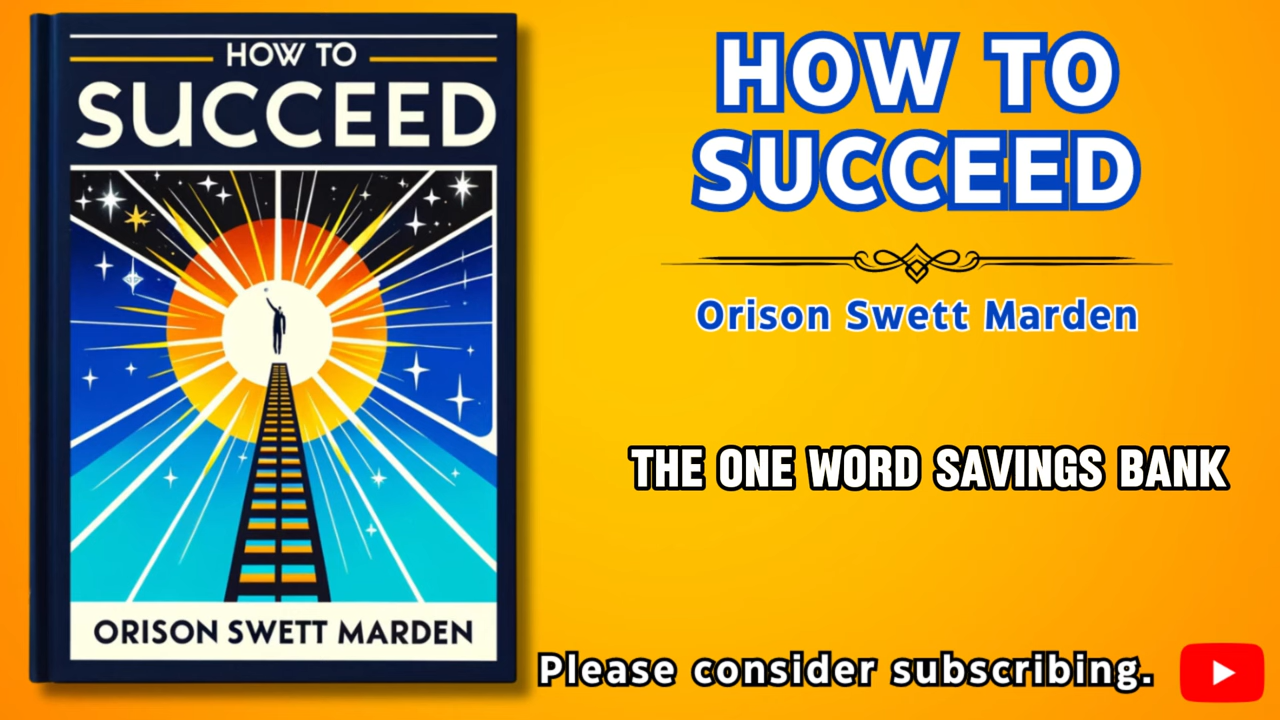 HOW TO
SUCCEED
ORISON SWETT MARDEN
HOW TO
SUCCEED
Orison Swett Marden
THE ONE WORD SAVINGS BANK
Please consider subscribing.